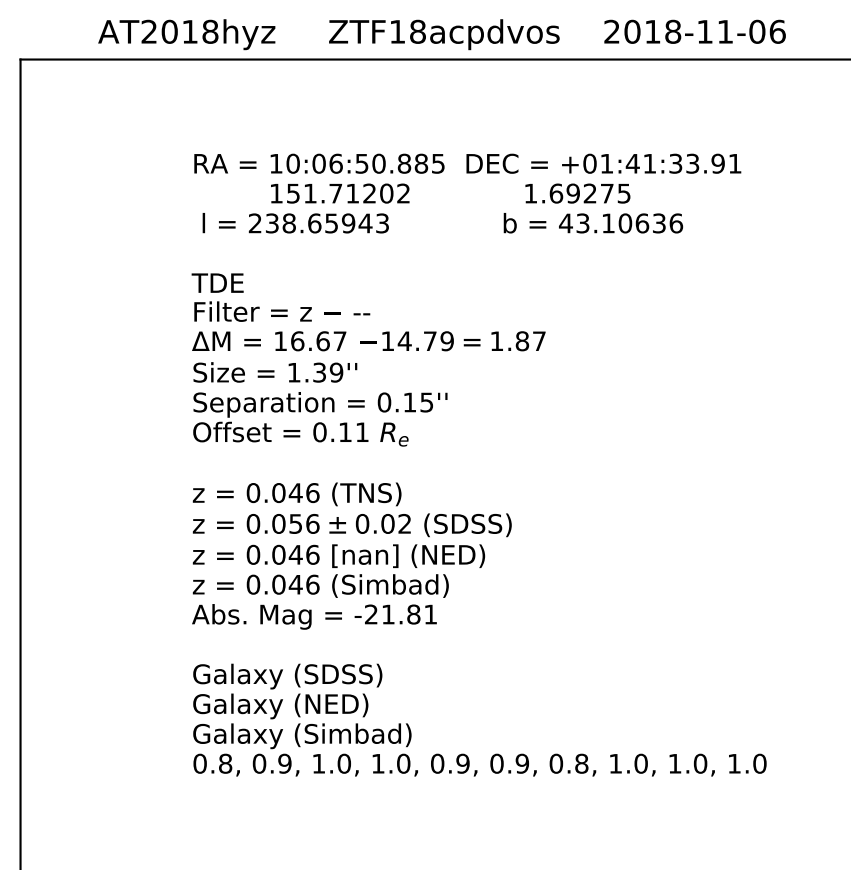 AT2018hyz ZTF18acpdvos 2018-11-06
RA = 10:06:50.885 DEC = +01:41:33.91
151.71202 1.69275
l = 238.65943 b = 43.10636
TDE
Filter = z − --
ΔM = 16.67 −14.79 = 1.87
Size = 1.39''
Separation = 0.15''
Offset = 0.11 Rₑ
z = 0.046 (TNS)
z = 0.056 ± 0.02 (SDSS)
z = 0.046 [nan] (NED)
z = 0.046 (Simbad)
Abs. Mag = -21.81
Galaxy (SDSS)
Galaxy (NED)
Galaxy (Simbad)
0.8, 0.9, 1.0, 1.0, 0.9, 0.9, 0.8, 1.0, 1.0, 1.0